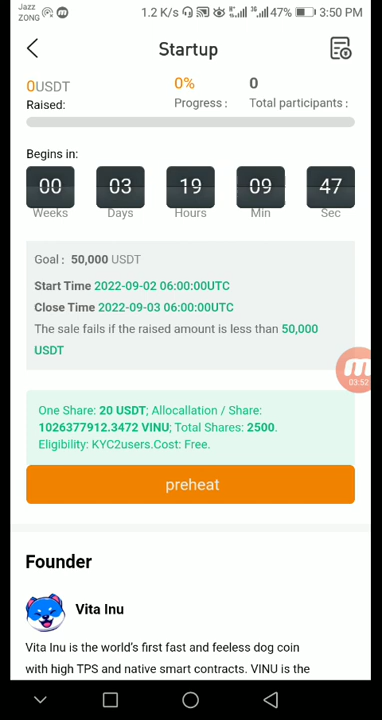 Jazz
ZONG
1.2 K/s
47%
3:50 PM
Startup
0USDT
0%
0
Raised:
Progress :
Total participants :
Begins in:
00
03
19
09
47
Weeks
Days
Hours
Min
Sec
Goal : 50,000 USDT
Start Time 2022-09-02 06:00:00UTC
Close Time 2022-09-03 06:00:00UTC
The sale fails if the raised amount is less than 50,000
USDT
03:52
One Share: 20 USDT; Allocallation / Share:
1026377912.3472 VINU; Total Shares: 2500.
Eligibility: KYC2users.Cost: Free.
preheat
Founder
Vita Inu
Vita Inu is the world's first fast and feeless dog coin
with high TPS and native smart contracts. VINU is the